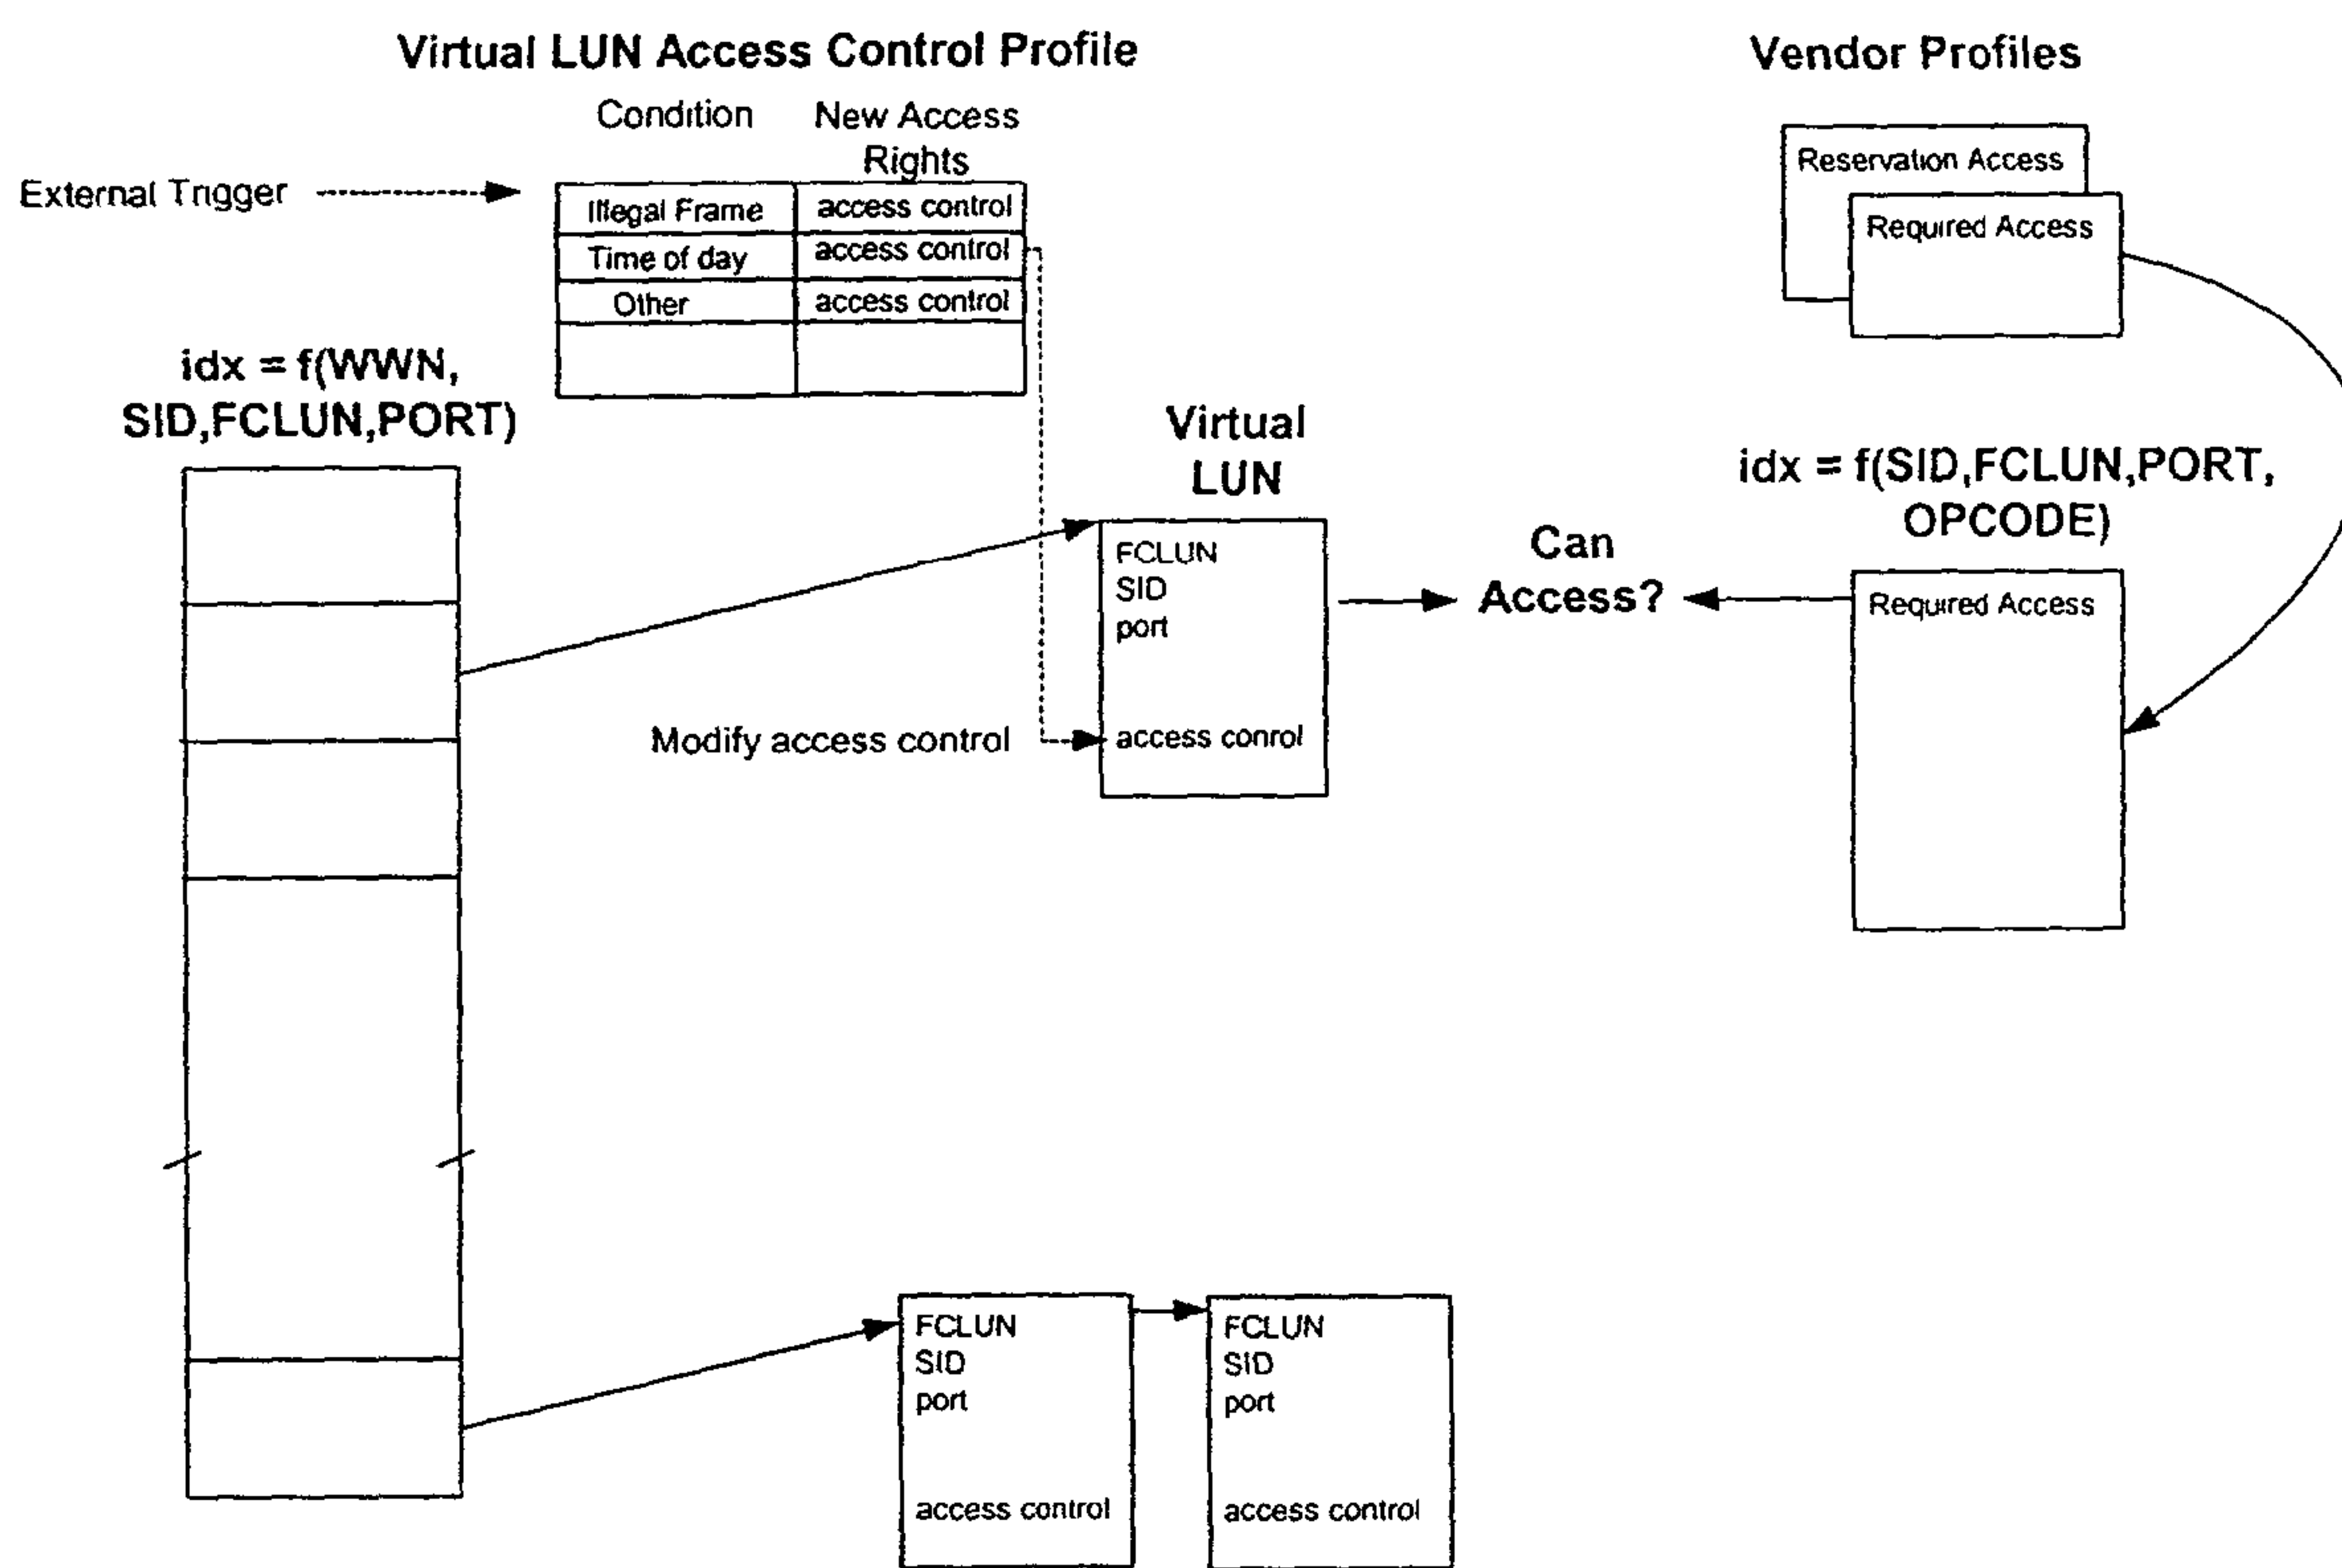 Virtual LUN Access Control Profile
Vendor Profiles
Condition
New Access
Rights
External Trigger
Illegal Frame
access control
Time of day
access control
Other
access control
Reservation Access
Required Access
idx = f(WWN,
SID,FCLUN,PORT)
Virtual
LUN
idx = f(SID,FCLUN,PORT,
OPCODE)
FCLUN
SID
port
access conrol
Can
Access?
Required Access
Modify access control
FCLUN
SID
port
access control
FCLUN
SID
port
access control